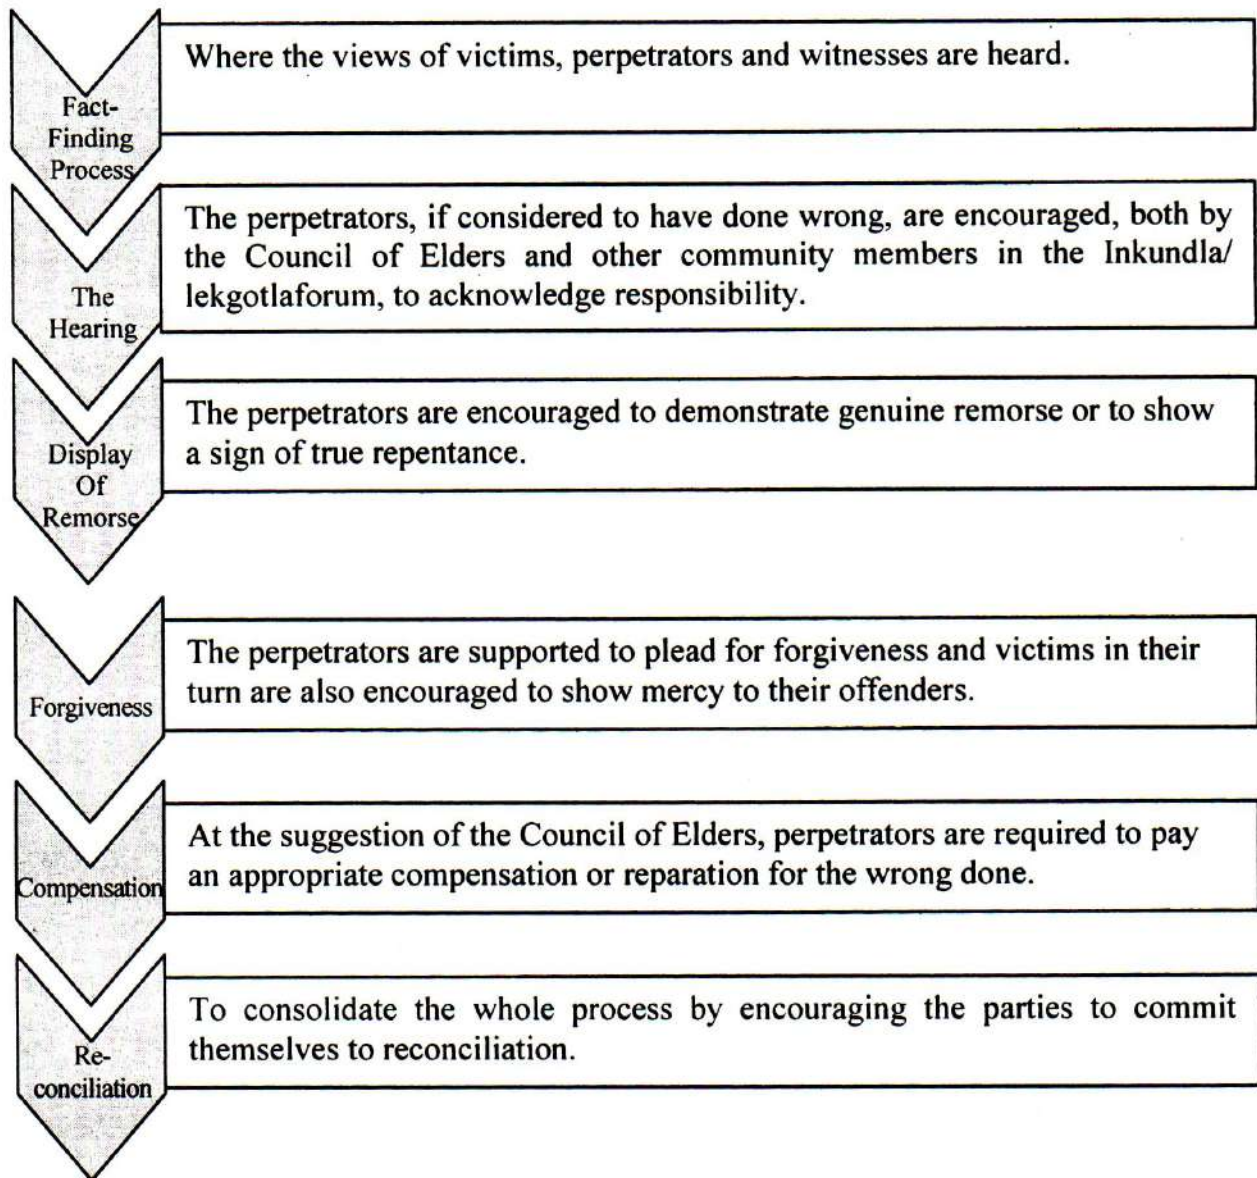 Fact-
Finding
Process
Where the views of victims, perpetrators and witnesses are heard.
The
Hearing
The perpetrators, if considered to have done wrong, are encouraged, both by
the Council of Elders and other community members in the Inkundla/
lekgotlaforum, to acknowledge responsibility.
Display
Of
Remorse
The perpetrators are encouraged to demonstrate genuine remorse or to show
a sign of true repentance.
Forgiveness
The perpetrators are supported to plead for forgiveness and victims in their
turn are also encouraged to show mercy to their offenders.
Compensation
At the suggestion of the Council of Elders, perpetrators are required to pay
an appropriate compensation or reparation for the wrong done.
Re-
conciliation
To consolidate the whole process by encouraging the parties to commit
themselves to reconciliation.